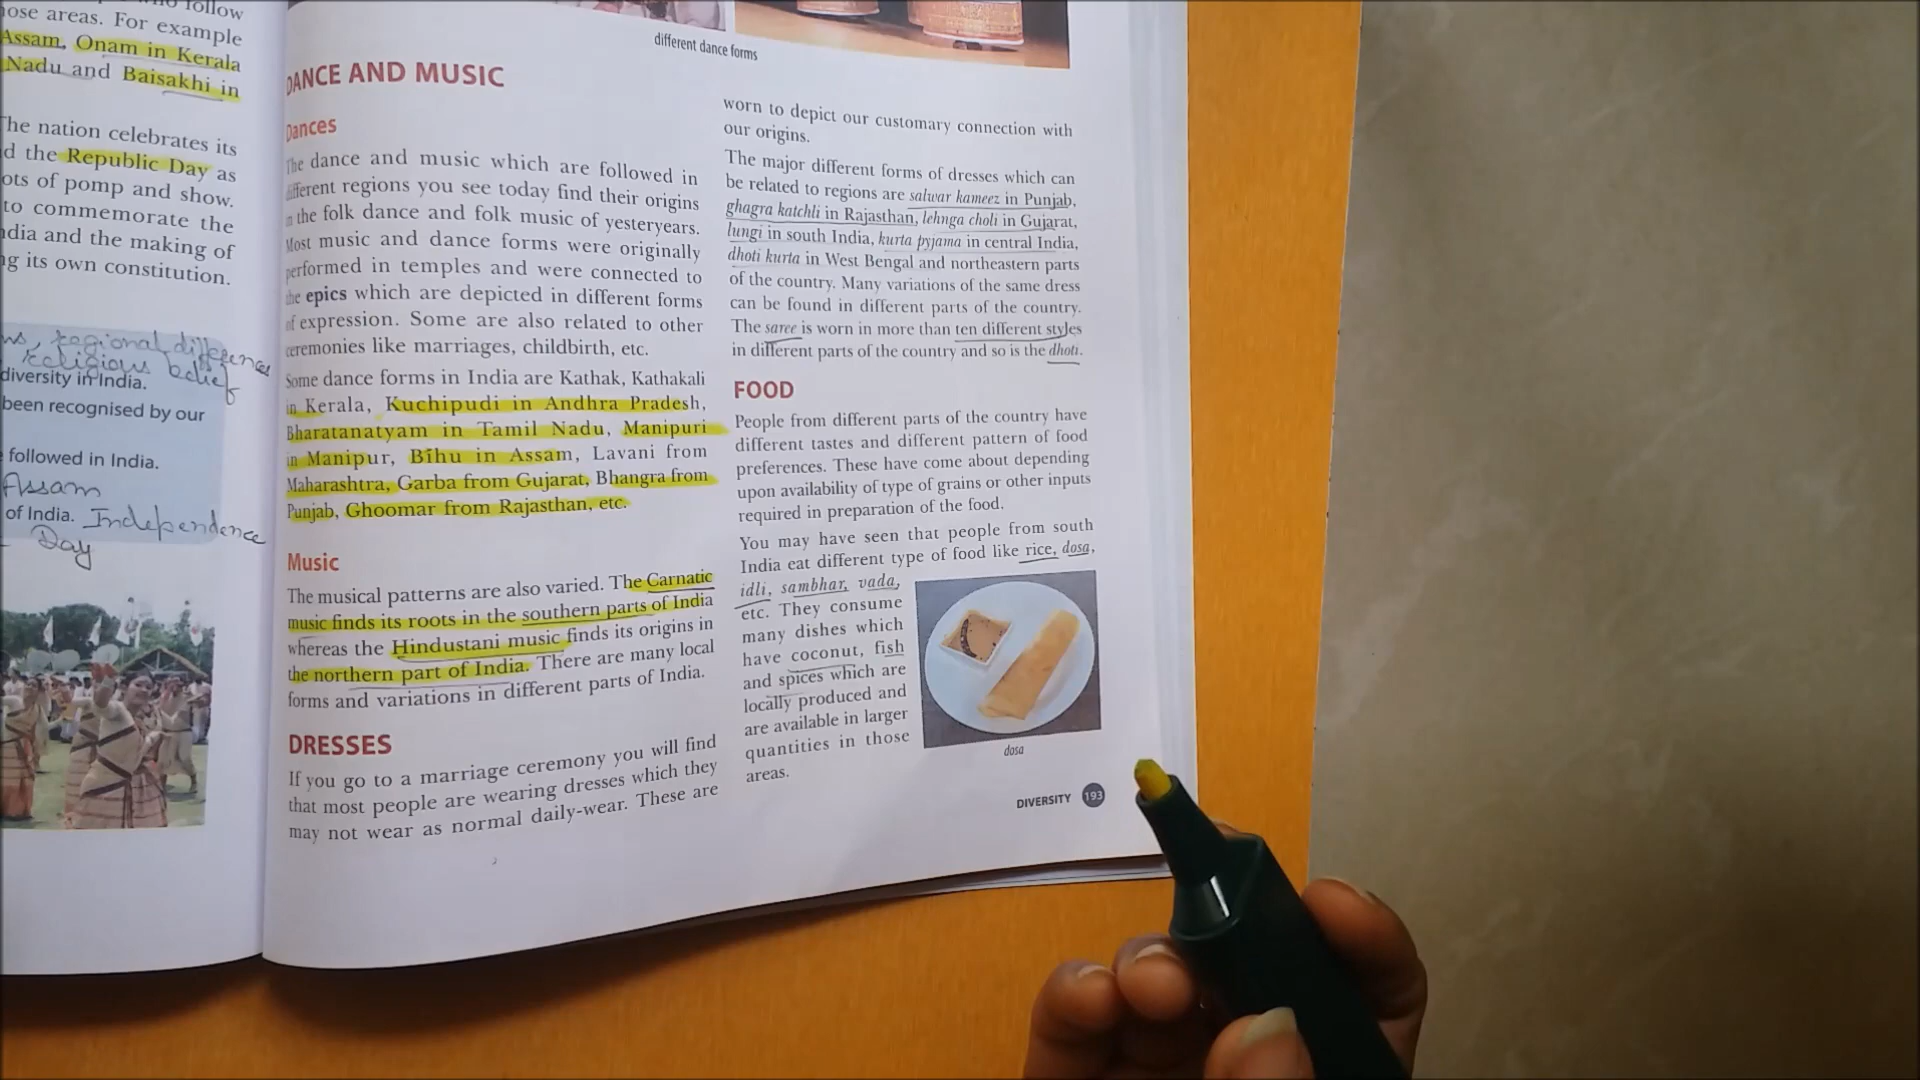 follow
ose areas. For example
Assam, Onam in Kerala
Nadu and Baisakhi in
The nation celebrates its
d the Republic Day as
ots of pomp and show.
to commemorate the
ndia and the making of
ng its own constitution.
ns, regional difference
religious belief
diversity in India.
been recognised by our
followed in India.
Assam
of India. Independence
Day
different dance forms
DANCE AND MUSIC
Dances
The dance and music which are followed in
different regions you see today find their origins
in the folk dance and folk music of yesteryears.
Most music and dance forms were originally
performed in temples and were connected to
the epics which are depicted in different forms
of expression. Some are also related to other
ceremonies like marriages, childbirth, etc.
Some dance forms in India are Kathak, Kathakali
in Kerala, Kuchipudi in Andhra Pradesh,
Bharatanatyam in Tamil Nadu, Manipuri
in Manipur, Bihu in Assam, Lavani from
Maharashtra, Garba from Gujarat, Bhangra from
Punjab, Ghoomar from Rajasthan, etc.
Music
The musical patterns are also varied. The Carnatic
music finds its roots in the southern parts of India
whereas the Hindustani music finds its origins in
the northern part of India. There are many local
forms and variations in different parts of India.
DRESSES
If you go to a marriage ceremony you will find
that most people are wearing dresses which they
may not wear as normal daily-wear. These are
worn to depict our customary connection with
our origins.
The major different forms of dresses which can
be related to regions are salwar kameez in Punjab,
ghagra katchli in Rajasthan, lehnga choli in Gujarat,
lungi in south India, kurta pyjama in central India,
dhoti kurta in West Bengal and northeastern parts
of the country. Many variations of the same dress
can be found in different parts of the country.
The saree is worn in more than ten different styles
in different parts of the country and so is the dhoti.
FOOD
People from different parts of the country have
different tastes and different pattern of food
preferences. These have come about depending
upon availability of type of grains or other inputs
required in preparation of the food.
You may have seen that people from south
India eat different type of food like rice, dosa,
idli, sambhar, vada,
etc. They consume
many dishes which
have coconut, fish
and spices which are
locally produced and
are available in larger
quantities in those
areas.
dosa
DIVERSITY 193